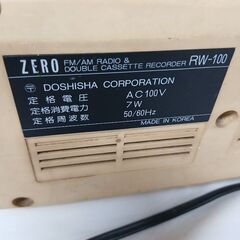 ZERO FM/AM RADIO & DOUBLE CASSETTE RECORDER RW-100
DOSHISHA CORPORATION
定格電圧 AC100V
定格消費電力 7W
定格周波数 50/60Hz
MADE IN KOREA